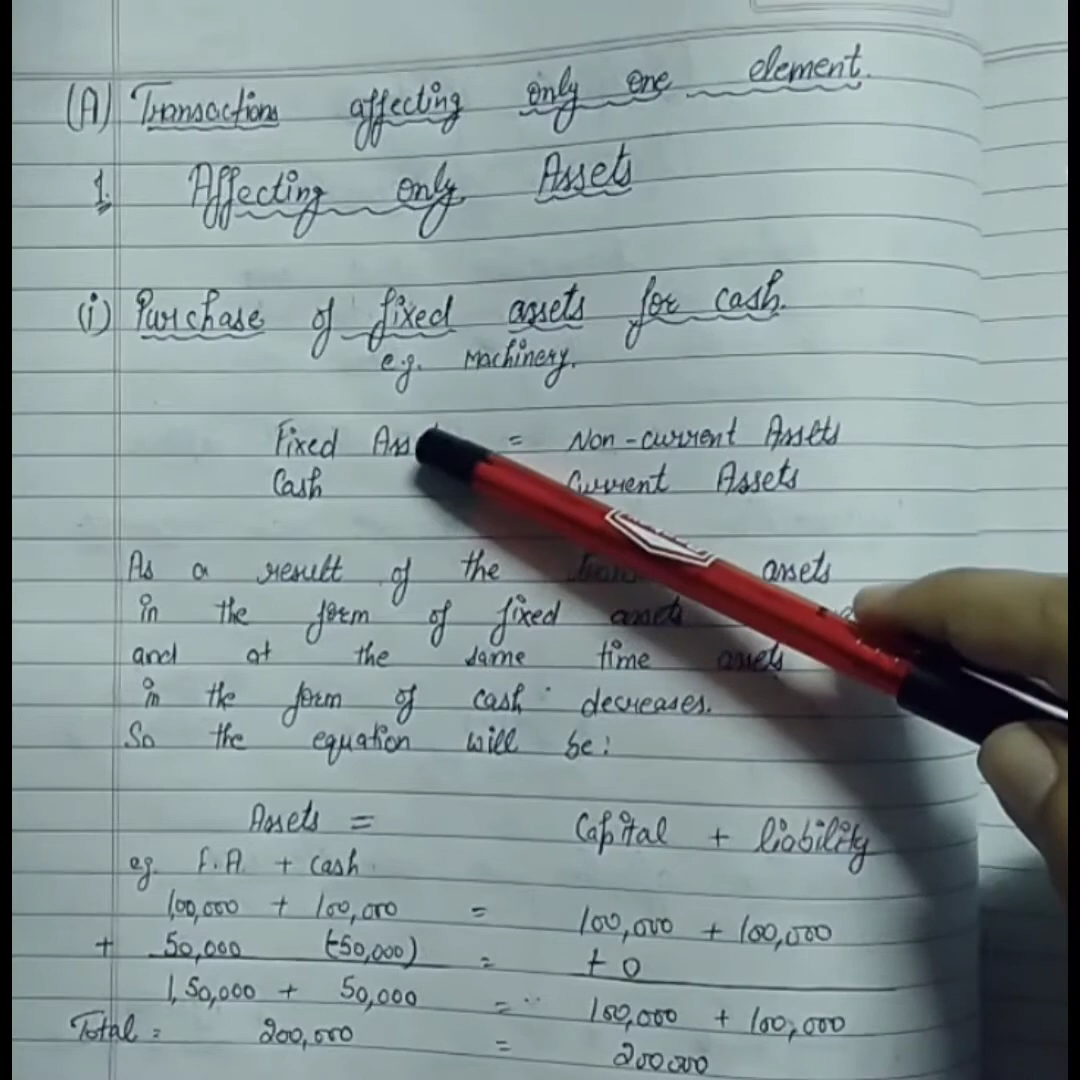 (A) Transactions affecting only one element.
1. Affecting only Assets
(i) Purchase of fixed assets for cash.
e.g. Machinery.
Fixed = Non-current Assets
Cash Current Assets
As a result of the assets
in the form of fixed assets
and at the same time assets
in the form of cash decreases.
So the equation will be:
Assets = Capital + liability
eg. F.A + Cash
1,00,000 + 100,000 = 100,000 + 100,000
+ 50,000 (-50,000) = + 0
1,50,000 + 50,000 = 100,000 + 100,000
Total = 200,000 = 200000